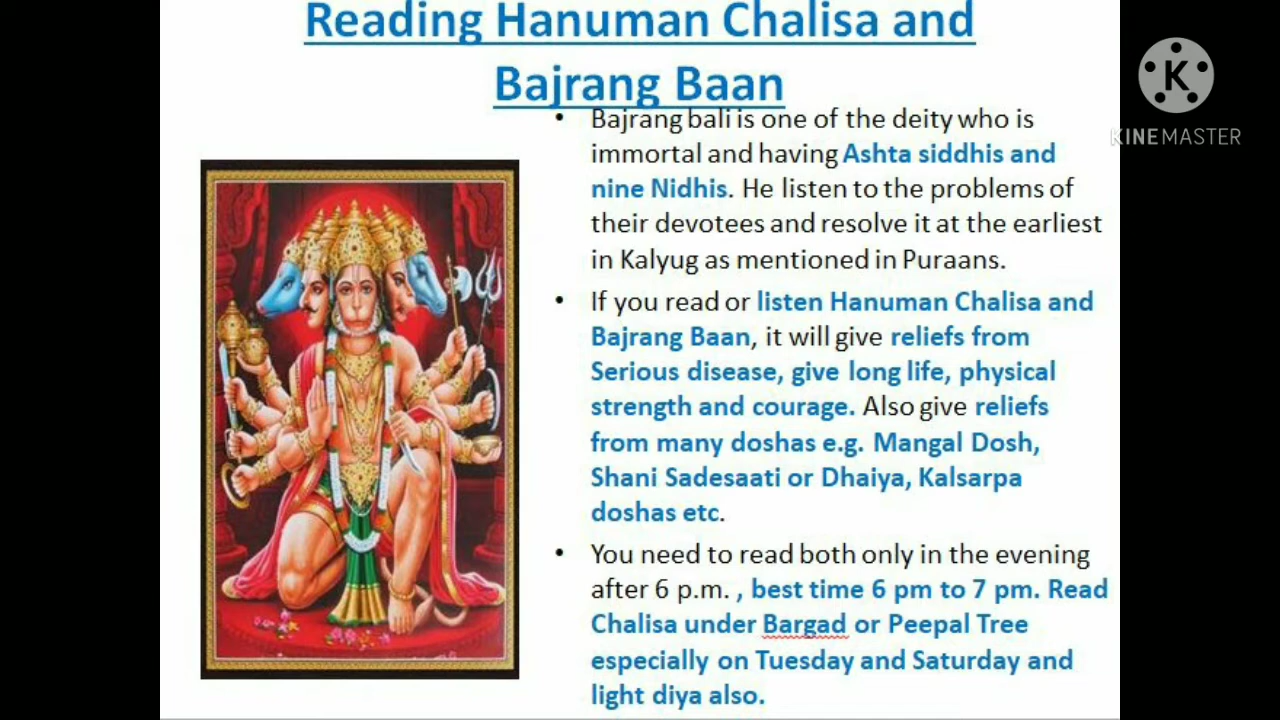 Reading Hanuman Chalisa and
Bajrang Baan
K
KINEMASTER
• Bajrang bali is one of the deity who is
immortal and having Ashta siddhis and
nine Nidhis. He listen to the problems of
their devotees and resolve it at the earliest
in Kalyug as mentioned in Puraans.
• If you read or listen Hanuman Chalisa and
Bajrang Baan, it will give reliefs from
Serious disease, give long life, physical
strength and courage. Also give reliefs
from many doshas e.g. Mangal Dosh,
Shani Sadesaati or Dhaiya, Kalsarpa
doshas etc.
• You need to read both only in the evening
after 6 p.m. , best time 6 pm to 7 pm. Read
Chalisa under Bargad or Peepal Tree
especially on Tuesday and Saturday and
light diya also.